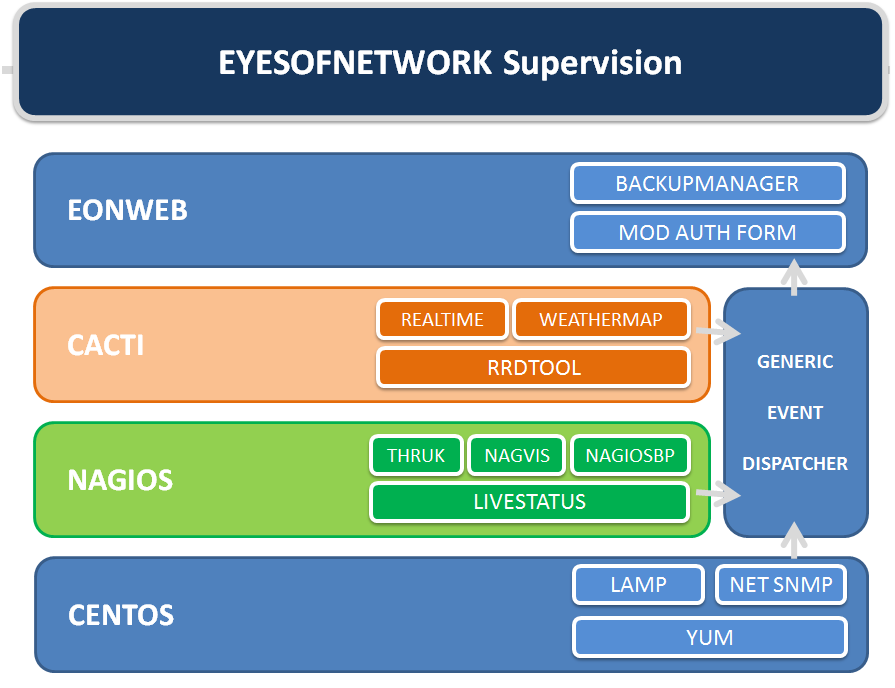 EYESOFNETWORK Supervision
EONWEB
BACKUPMANAGER
MOD AUTH FORM
CACTI
REALTIME
WEATHERMAP
RRDTOOL
GENERIC
EVENT
DISPATCHER
NAGIOS
THRUK
NAGVIS
NAGIOSBP
LIVESTATUS
CENTOS
LAMP
NET SNMP
YUM